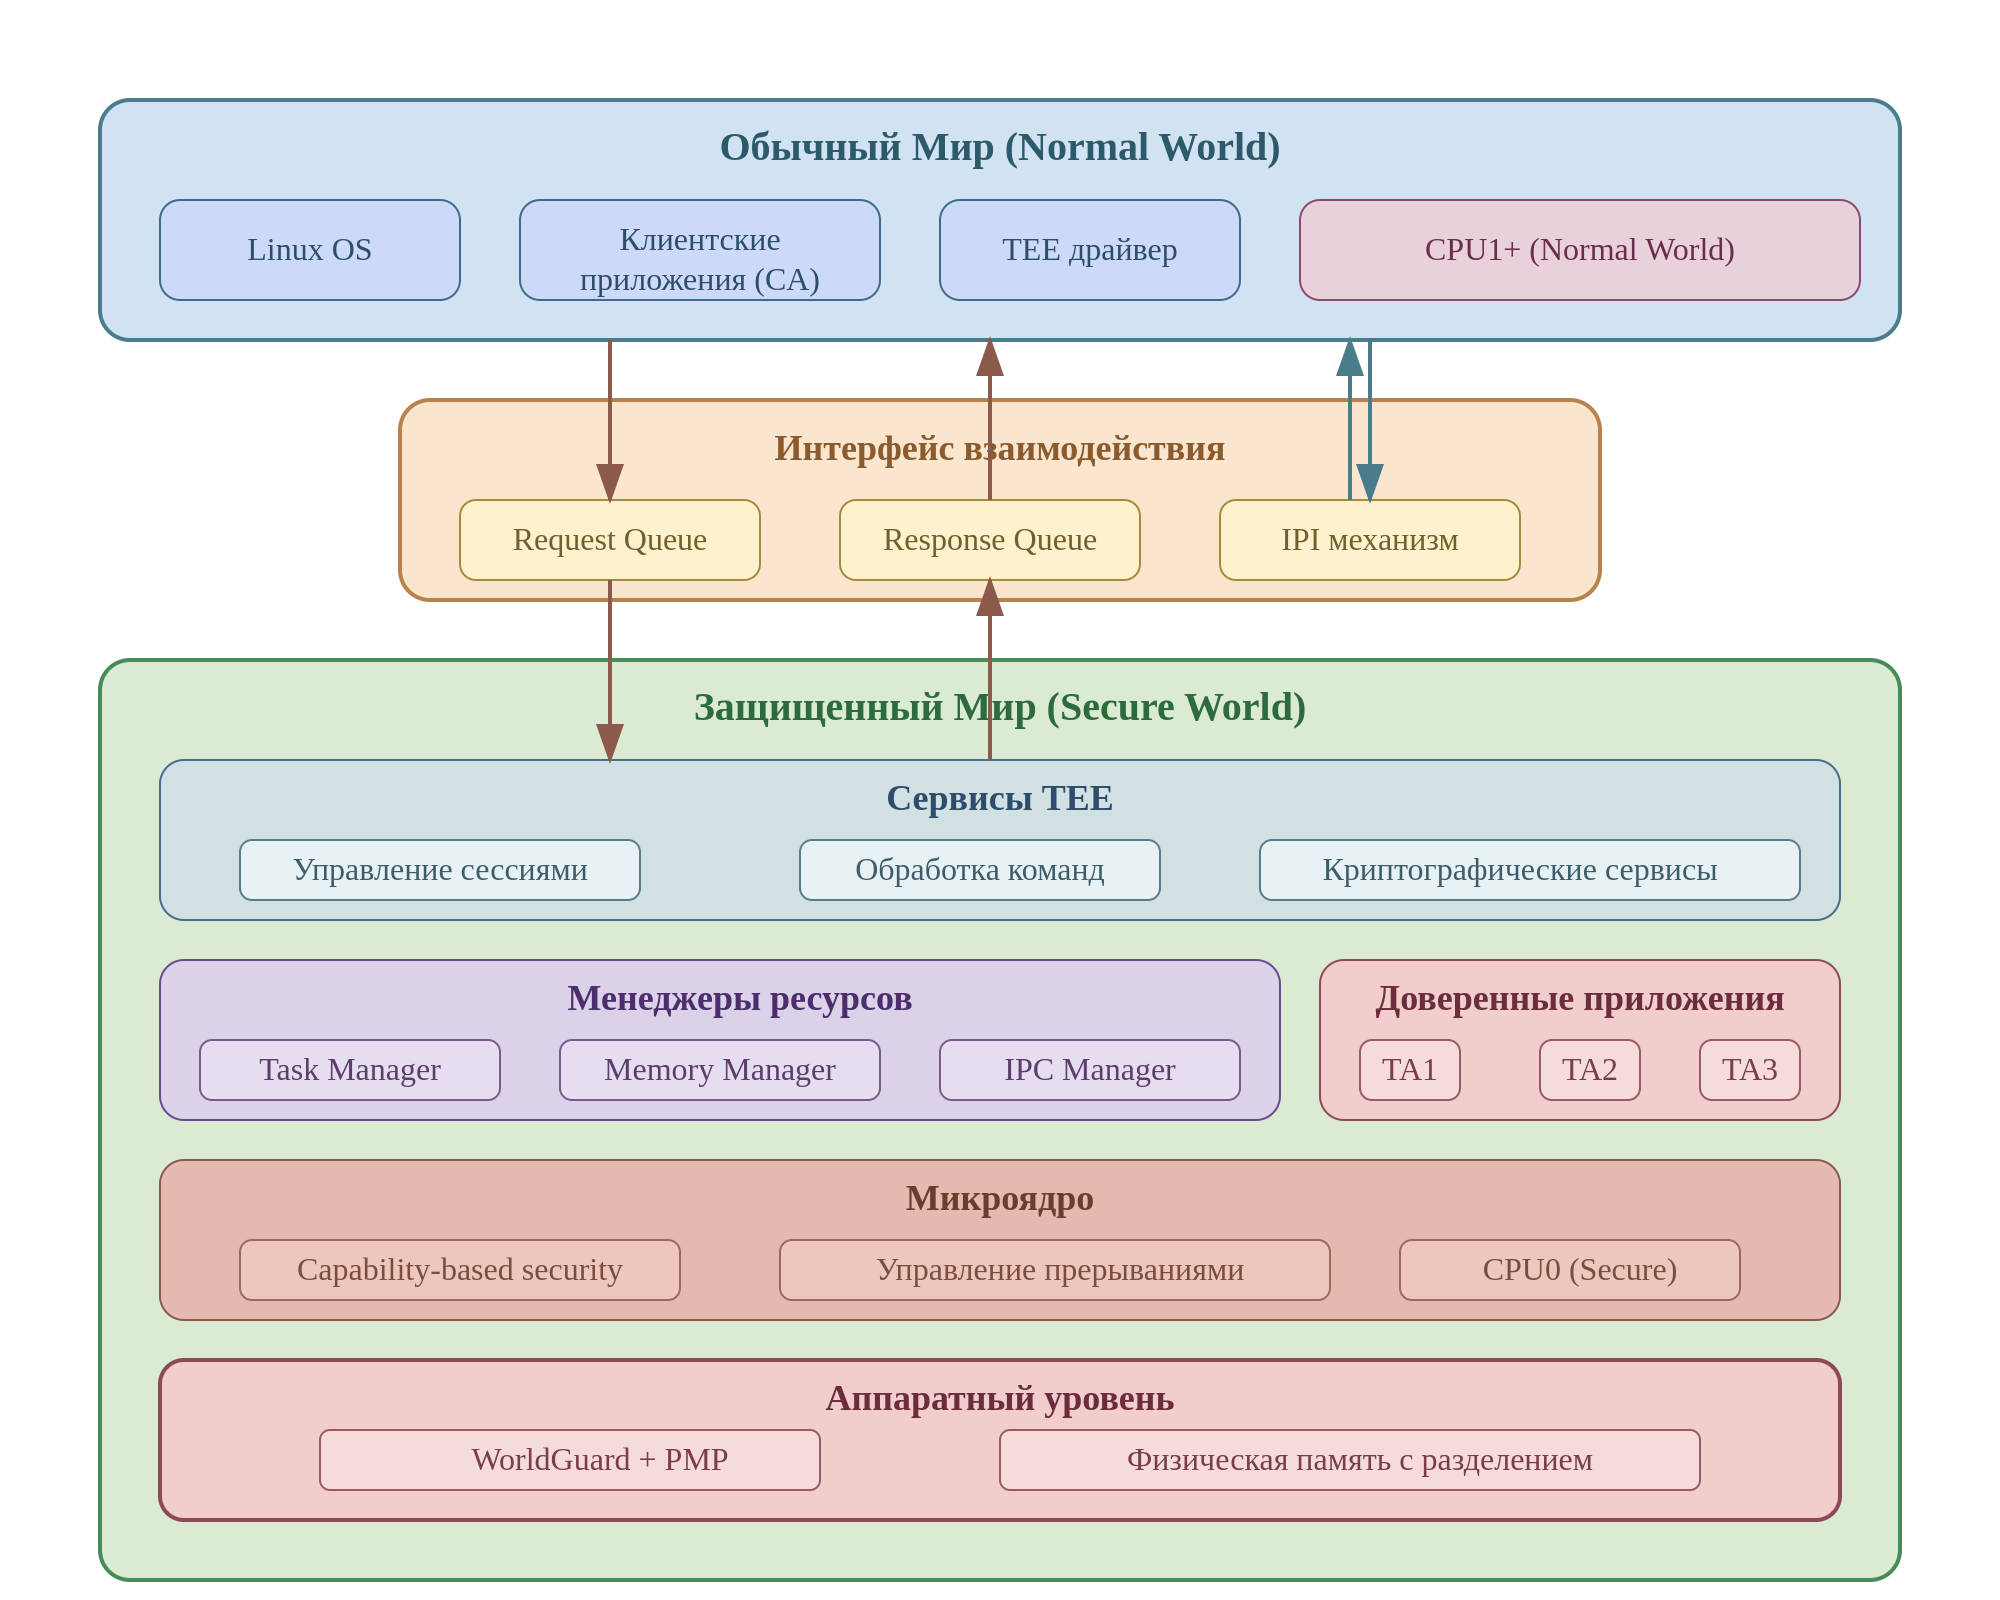 Обычный Мир (Normal World)
Linux OS
Клиентские
приложения (CA)
TEE драйвер
CPU1+ (Normal World)
Интерфейс взаимодействия
Request Queue
Response Queue
IPI механизм
Защищенный Мир (Secure World)
Сервисы TEE
Управление сессиями
Обработка команд
Криптографические сервисы
Менеджеры ресурсов
Task Manager
Memory Manager
IPC Manager
Доверенные приложения
TA1
TA2
TA3
Микроядро
Capability-based security
Управление прерываниями
CPU0 (Secure)
Аппаратный уровень
WorldGuard + PMP
Физическая память с разделением